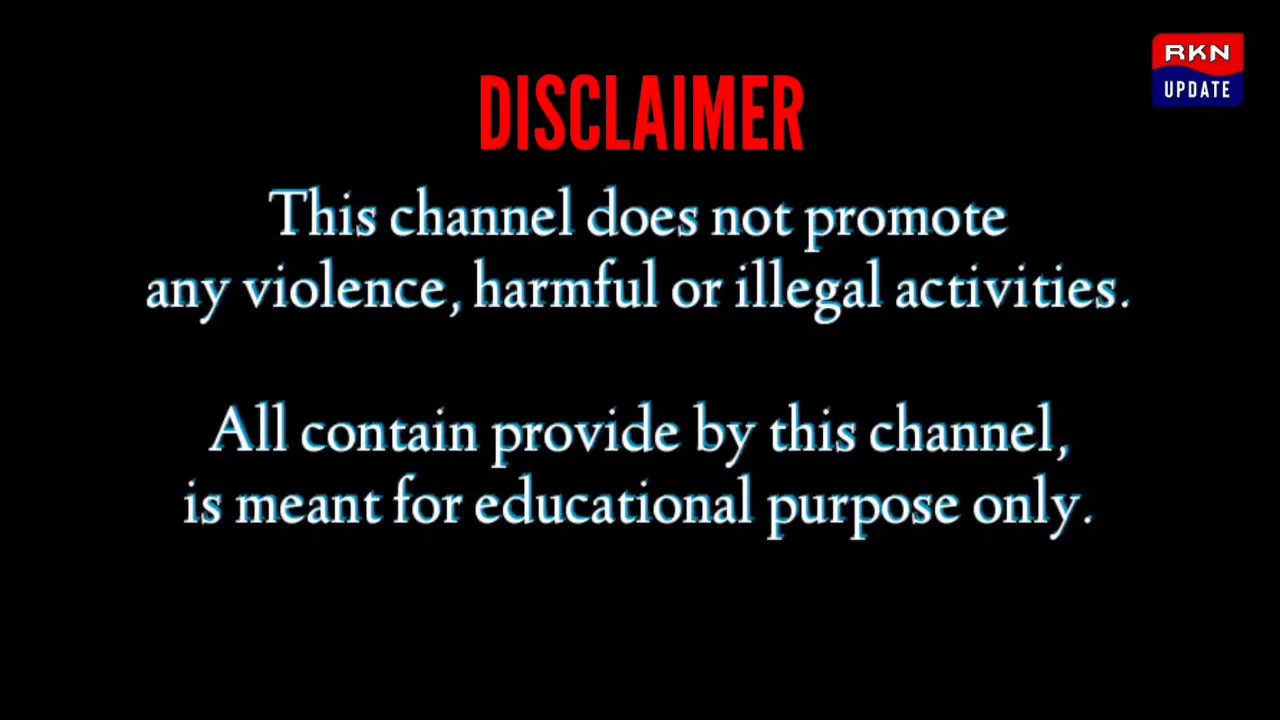 RKN
UPDATE
DISCLAIMER
This channel does not promote
any violence, harmful or illegal activities.
All contain provide by this channel,
is meant for educational purpose only.